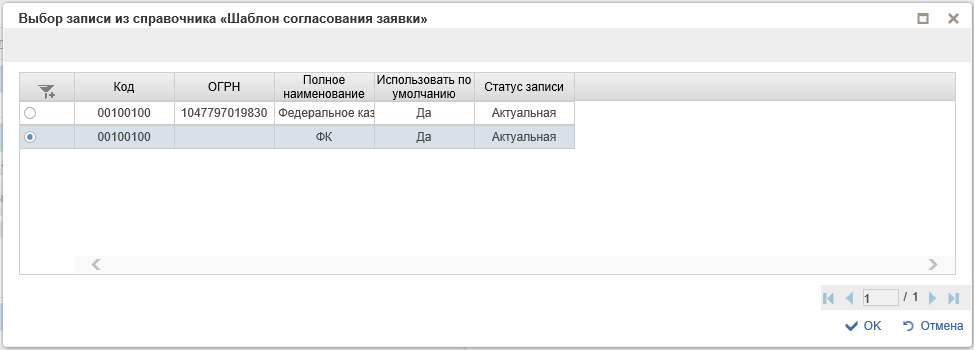 Выбор записи из справочника «Шаблон согласования заявки»
Код ОГРН Полное наименование Использовать по умолчанию Статус записи
00100100 1047797019830 Федеральное каз Да Актуальная
00100100 ФК Да Актуальная
1 / 1
OK Отмена